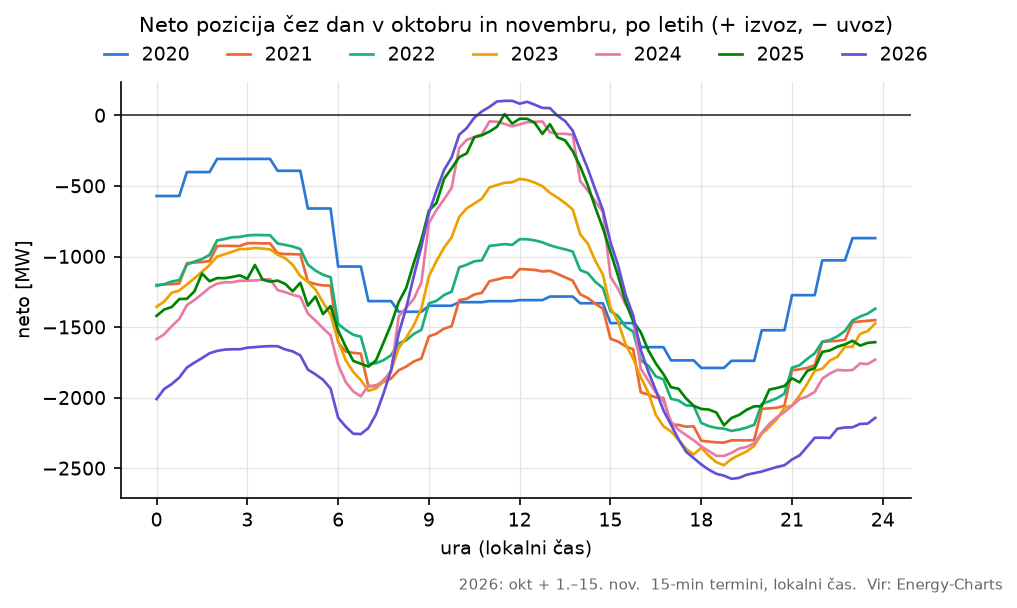 Neto pozicija čez dan v oktobru in novembru, po letih (+ izvoz, − uvoz)
2020 2021 2022 2023 2024 2025 2026
0
−500
−1000
−1500
−2000
−2500
neto [MW]
0 3 6 9 12 15 18 21 24
ura (lokalni čas)
2026: okt + 1.–15. nov.  15-min termini, lokalni čas.  Vir: Energy-Charts